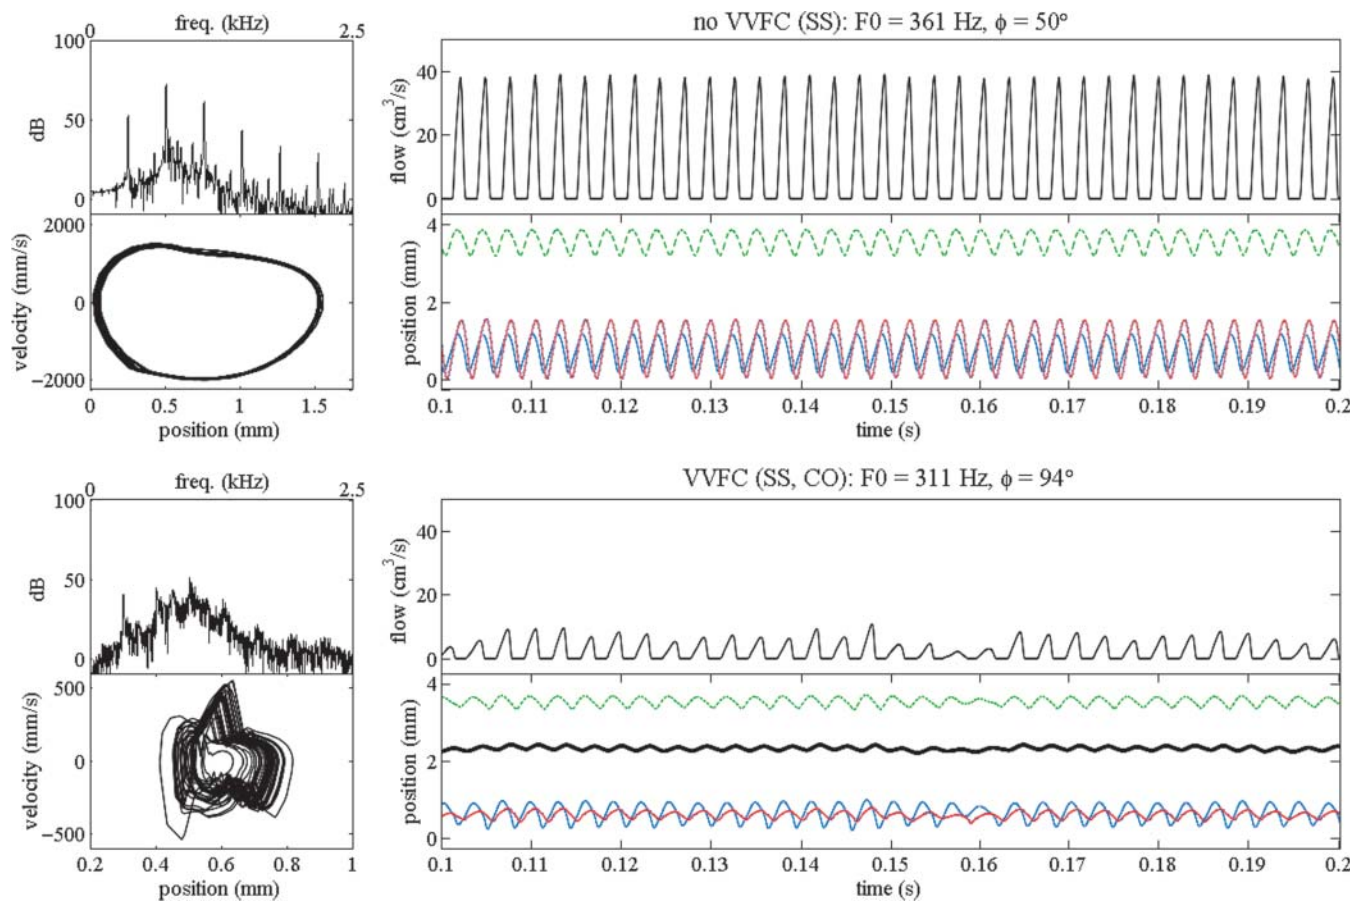 0 freq. (kHz) 2.5
no VVFC (SS): F0 = 361 Hz, ϕ = 50°
100
50
0
dB
40
20
0
flow (cm³/s)
2000
0
−2000
velocity (mm/s)
4
2
0
position (mm)
0 0.5 1 1.5
position (mm)
0.1 0.11 0.12 0.13 0.14 0.15 0.16 0.17 0.18 0.19 0.2
time (s)
0 freq. (kHz) 2.5
VVFC (SS, CO): F0 = 311 Hz, ϕ = 94°
100
50
0
dB
40
20
0
flow (cm³/s)
500
0
−500
velocity (mm/s)
4
2
0
position (mm)
0.2 0.4 0.6 0.8 1
position (mm)
0.1 0.11 0.12 0.13 0.14 0.15 0.16 0.17 0.18 0.19 0.2
time (s)